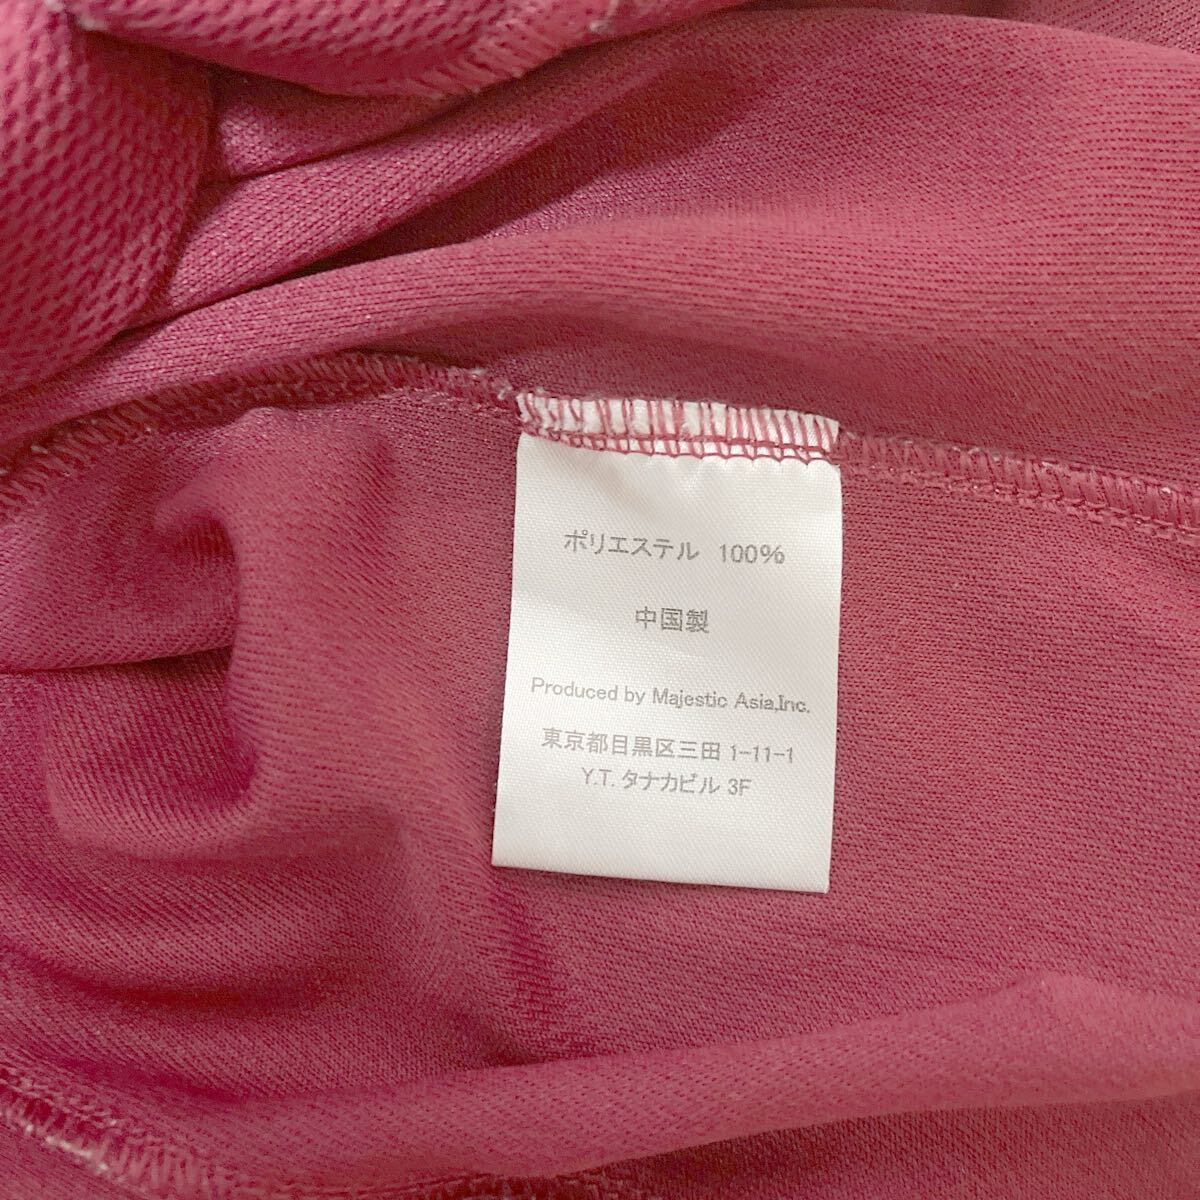 ポリエステル 100%
中国製
Produced by Majestic Asia,Inc.
東京都目黒区三田 1-11-1
Y.T. タナカビル 3F